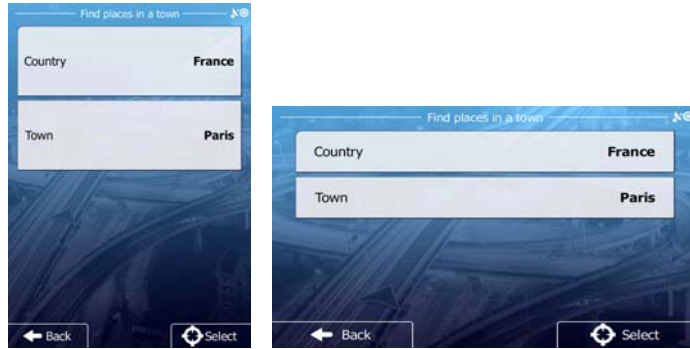 Find places in a town
Country France
Town Paris
Back Select
Find places in a town
Country France
Town Paris
Back Select